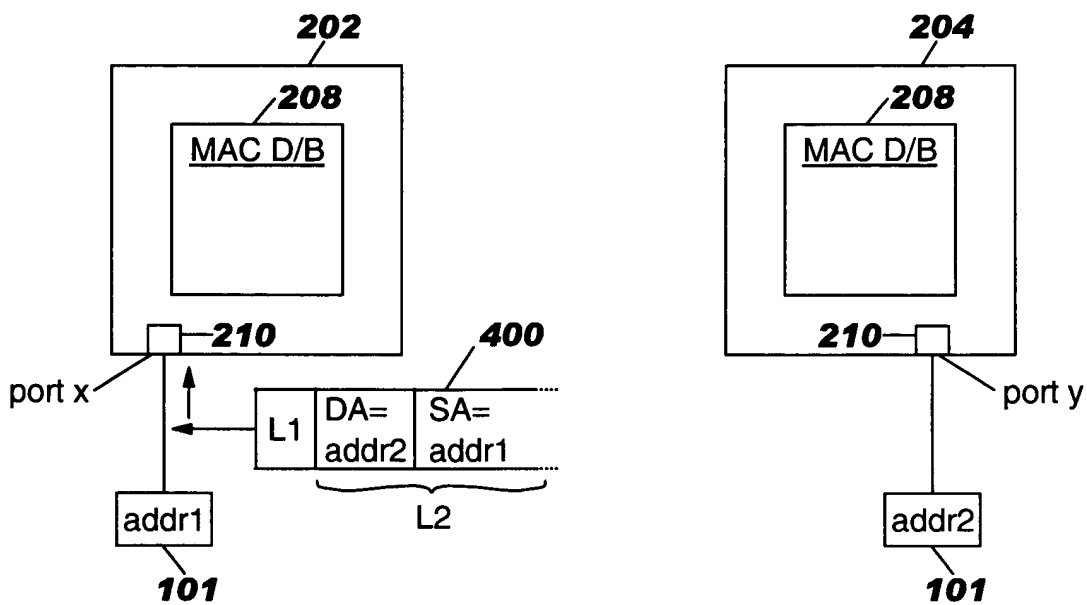 202
204
208
208
MAC D/B
MAC D/B
210
210
400
port x
port y
L1
DA=
addr2
SA=
addr1
L2
addr1
addr2
101
101